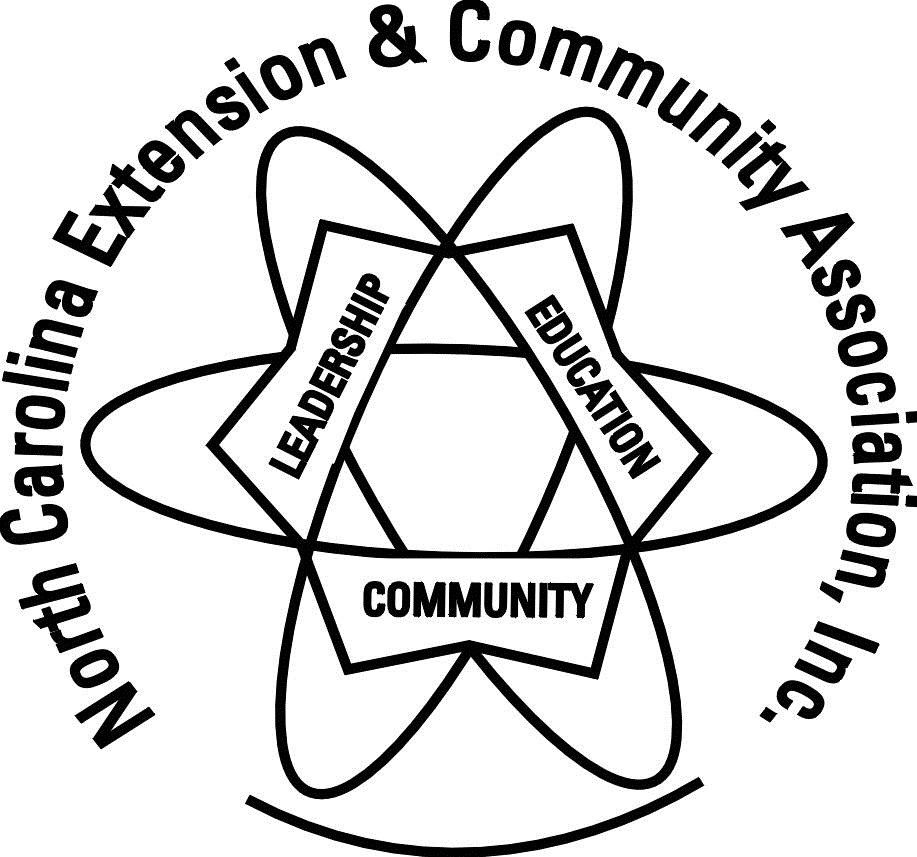 North Carolina Extension & Community Association, Inc.
LEADERSHIP
EDUCATION
COMMUNITY